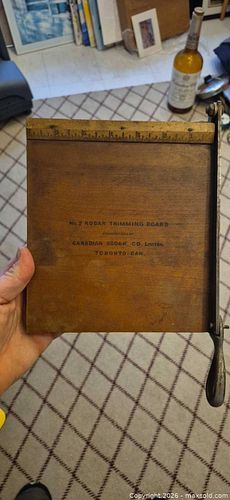 No. 2 KODAK TRIMMING BOARD
CANADIAN KODAK, CO. LIMITED,
TORONTO. CAN.
Copyright © 2026 - maxsold.com